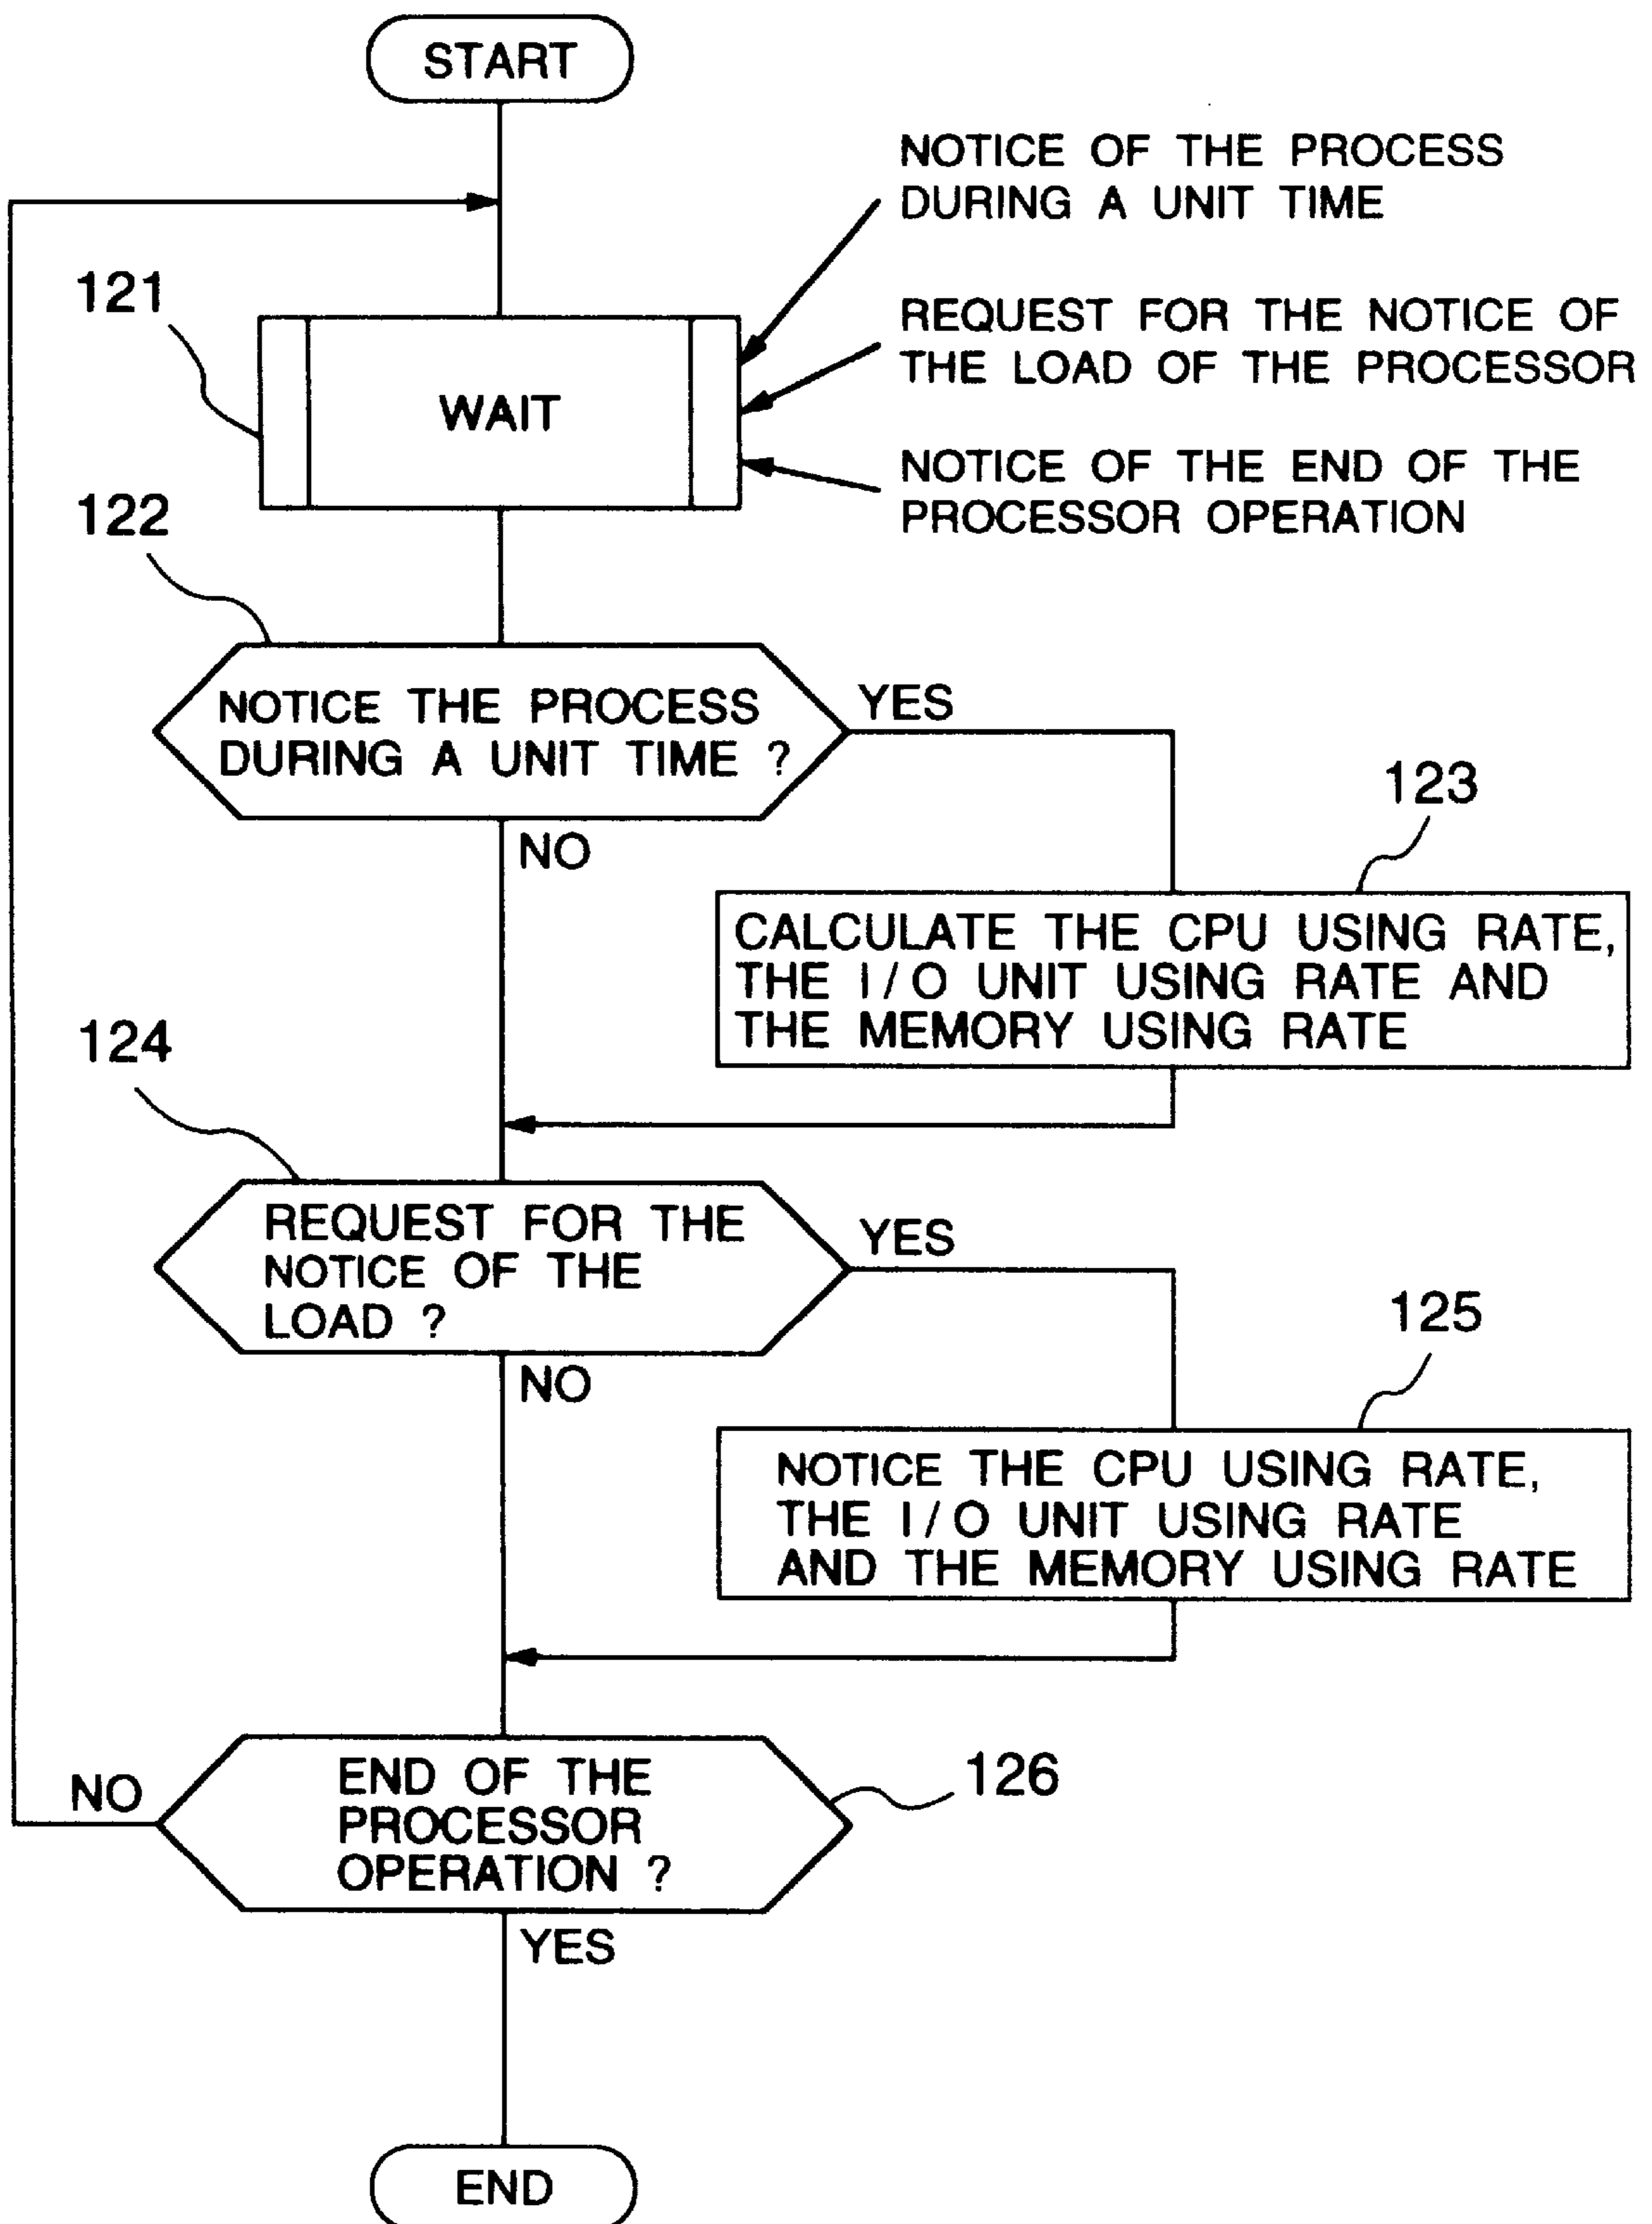 START
NOTICE OF THE PROCESS
DURING A UNIT TIME
121
REQUEST FOR THE NOTICE OF
THE LOAD OF THE PROCESSOR
WAIT
NOTICE OF THE END OF THE
PROCESSOR OPERATION
122
NOTICE THE PROCESS
DURING A UNIT TIME ?
YES
NO
123
CALCULATE THE CPU USING RATE,
THE I/O UNIT USING RATE AND
THE MEMORY USING RATE
124
REQUEST FOR THE
NOTICE OF THE
LOAD ?
YES
NO
125
NOTICE THE CPU USING RATE,
THE I/O UNIT USING RATE
AND THE MEMORY USING RATE
NO
END OF THE
PROCESSOR
OPERATION ?
126
YES
END